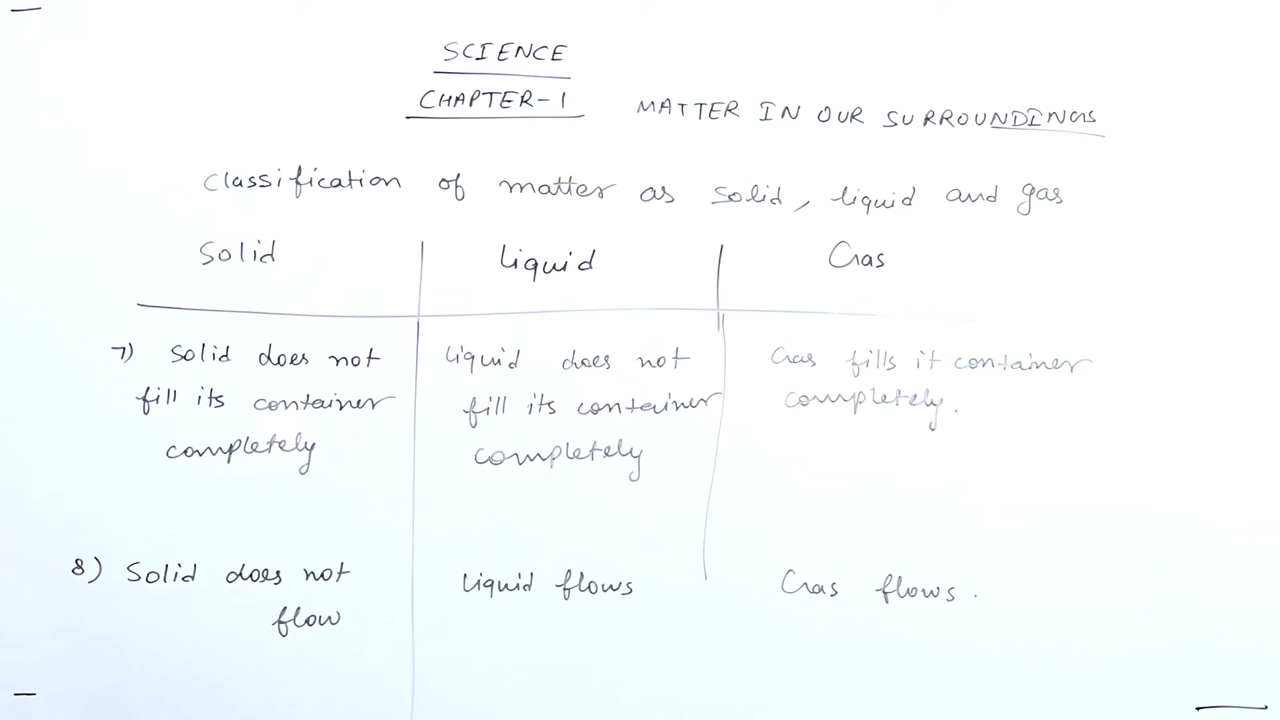 SCIENCE
CHAPTER-1 MATTER IN OUR SURROUNDINGS
Classification of matter as solid, liquid and gas
Solid Liquid Gas
7) Solid does not
fill its container
completely
Liquid does not
fill its container
completely
Gas fills it container
completely.
8) Solid does not
flow
Liquid flows
Gas flows.